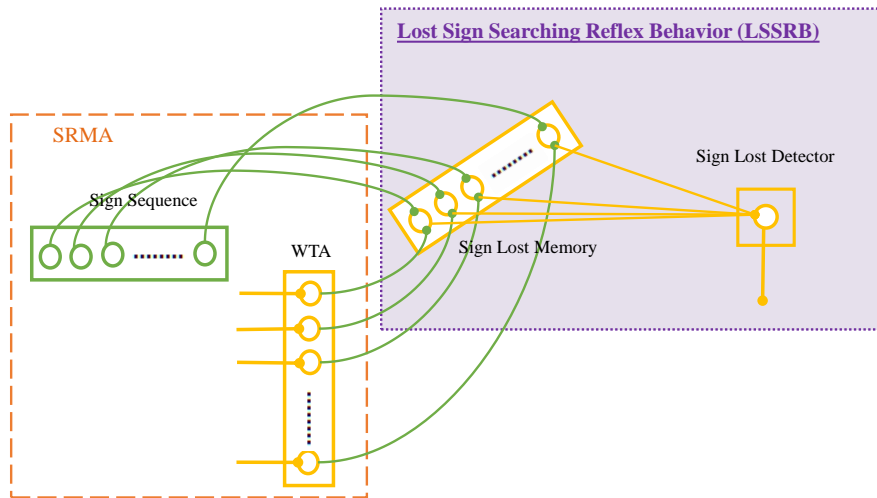 Lost Sign Searching Reflex Behavior (LSSRB)
SRMA
Sign Lost Detector
Sign Sequence
WTA
Sign Lost Memory